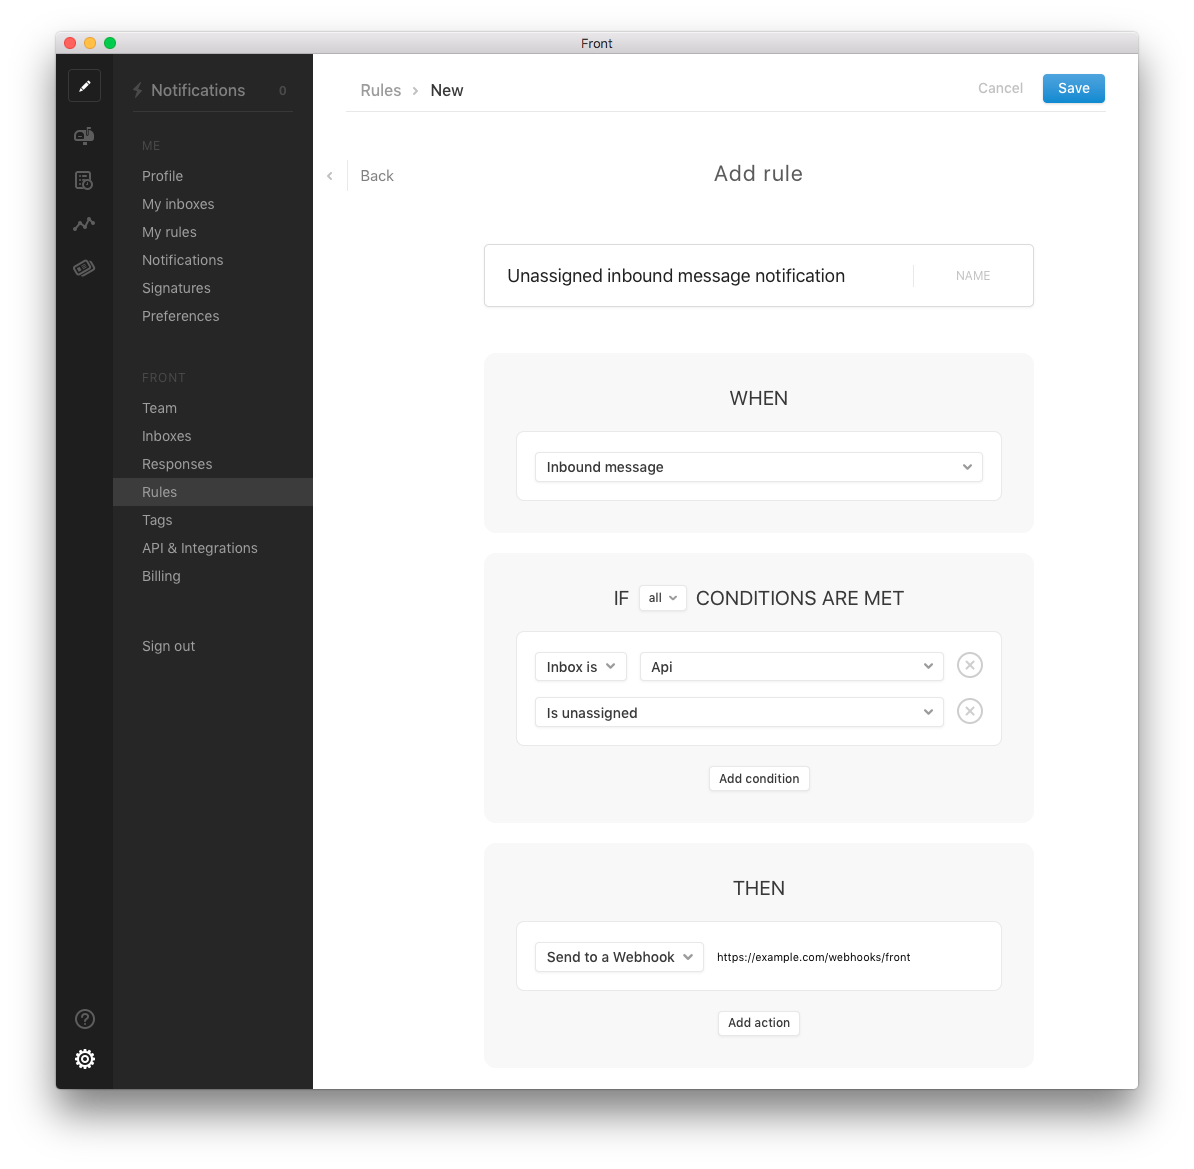 Front
Notifications 0
ME
Profile
My inboxes
My rules
Notifications
Signatures
Preferences
FRONT
Team
Inboxes
Responses
Rules
Tags
API & Integrations
Billing
Sign out
Rules › New
Cancel
Save
Back
Add rule
Unassigned inbound message notification
NAME
WHEN
Inbound message
IF all CONDITIONS ARE MET
Inbox is Api
Is unassigned
Add condition
THEN
Send to a Webhook https://example.com/webhooks/front
Add action